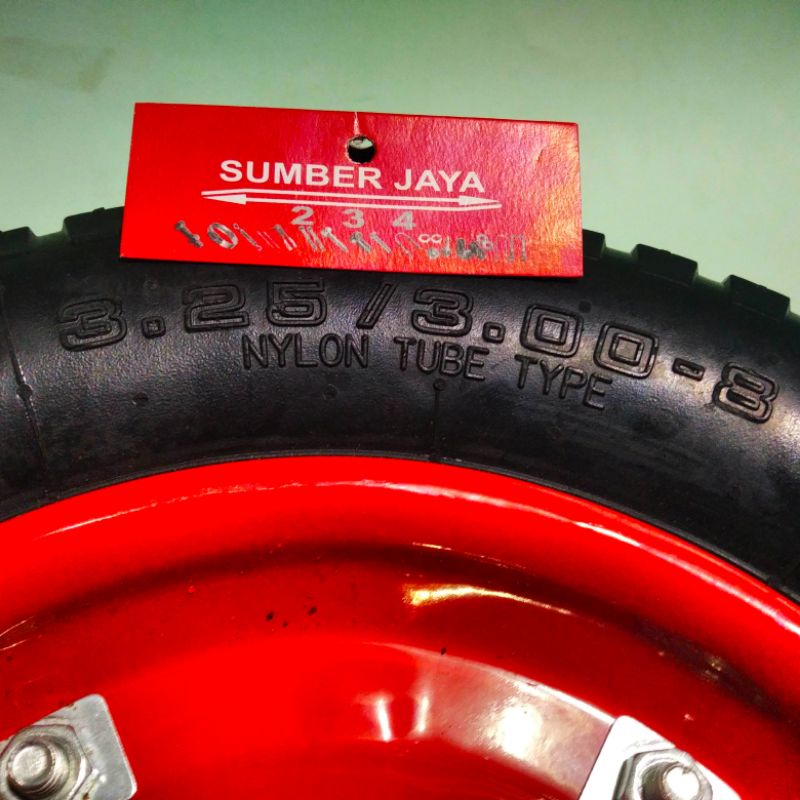 SUMBER JAYA
2 3 4
3.25/3.00-8
NYLON TUBE TYPE